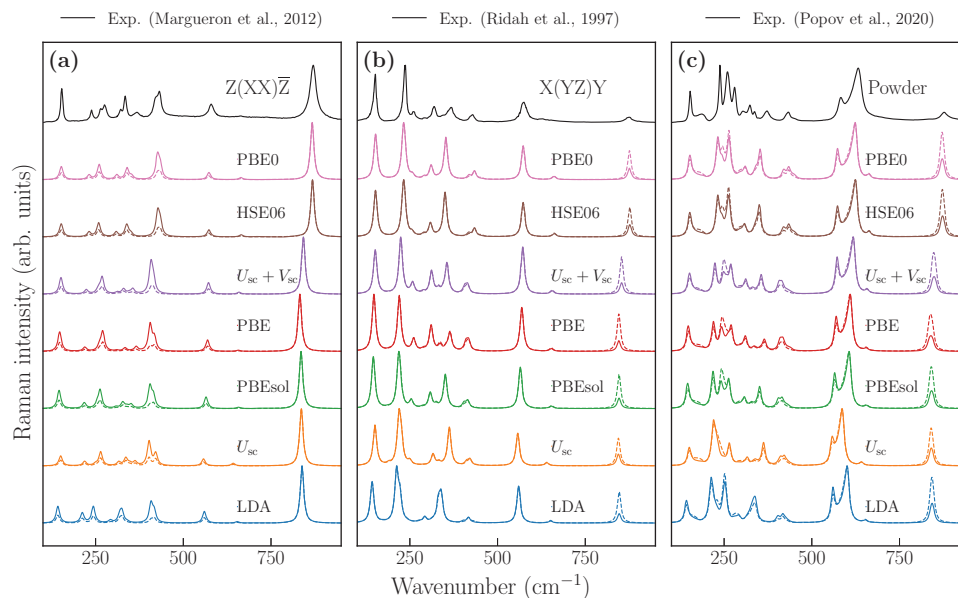 Exp. (Margueron et al., 2012)
Exp. (Ridah et al., 1997)
Exp. (Popov et al., 2020)
(a)
Z(XX)Z̅
PBE0
HSE06
U_sc + V_sc
PBE
PBEsol
U_sc
LDA
250 500 750
(b)
X(YZ)Y
PBE0
HSE06
U_sc + V_sc
PBE
PBEsol
U_sc
LDA
250 500 750
(c)
Powder
PBE0
HSE06
U_sc + V_sc
PBE
PBEsol
U_sc
LDA
250 500 750
Raman intensity (arb. units)
Wavenumber (cm⁻¹)